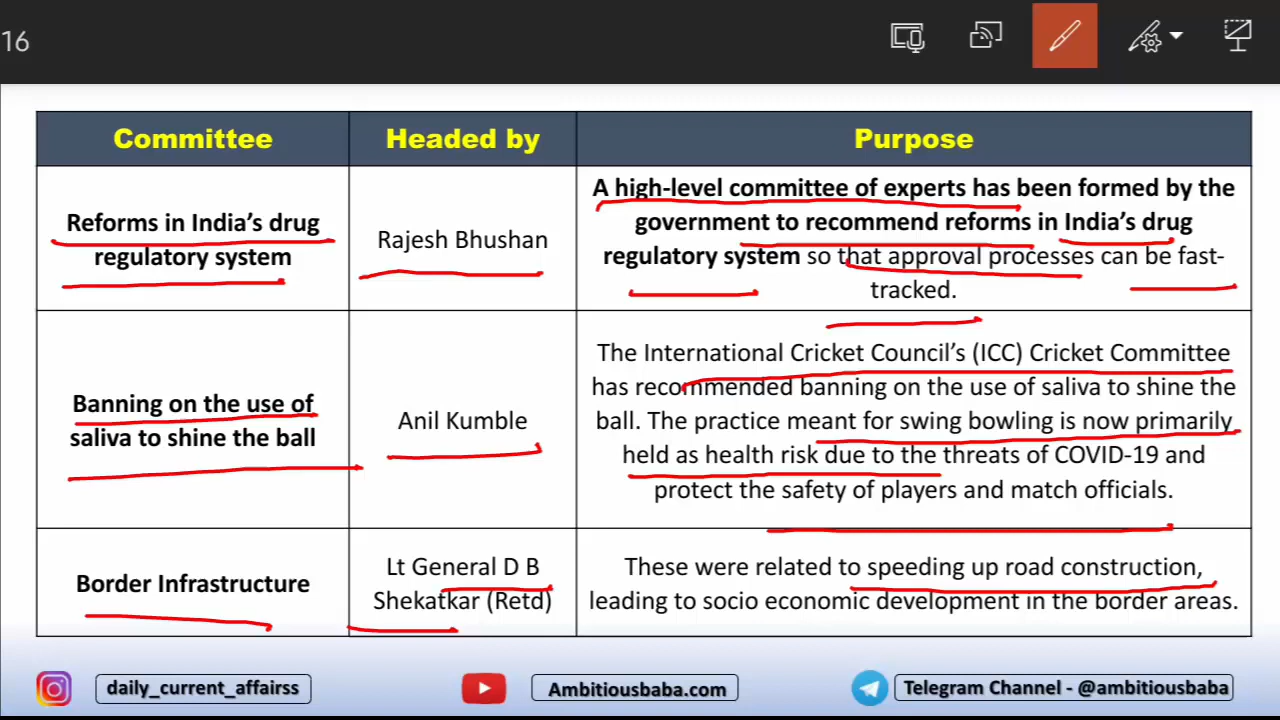 16
Committee
Headed by
Purpose
Reforms in India’s drug
regulatory system
Rajesh Bhushan
A high-level committee of experts has been formed by the
government to recommend reforms in India’s drug
regulatory system so that approval processes can be fast-
tracked.
Banning on the use of
saliva to shine the ball
Anil Kumble
The International Cricket Council’s (ICC) Cricket Committee
has recommended banning on the use of saliva to shine the
ball. The practice meant for swing bowling is now primarily
held as health risk due to the threats of COVID-19 and
protect the safety of players and match officials.
Border Infrastructure
Lt General D B
Shekatkar (Retd)
These were related to speeding up road construction,
leading to socio economic development in the border areas.
daily_current_affairss
Ambitiousbaba.com
Telegram Channel - @ambitiousbaba